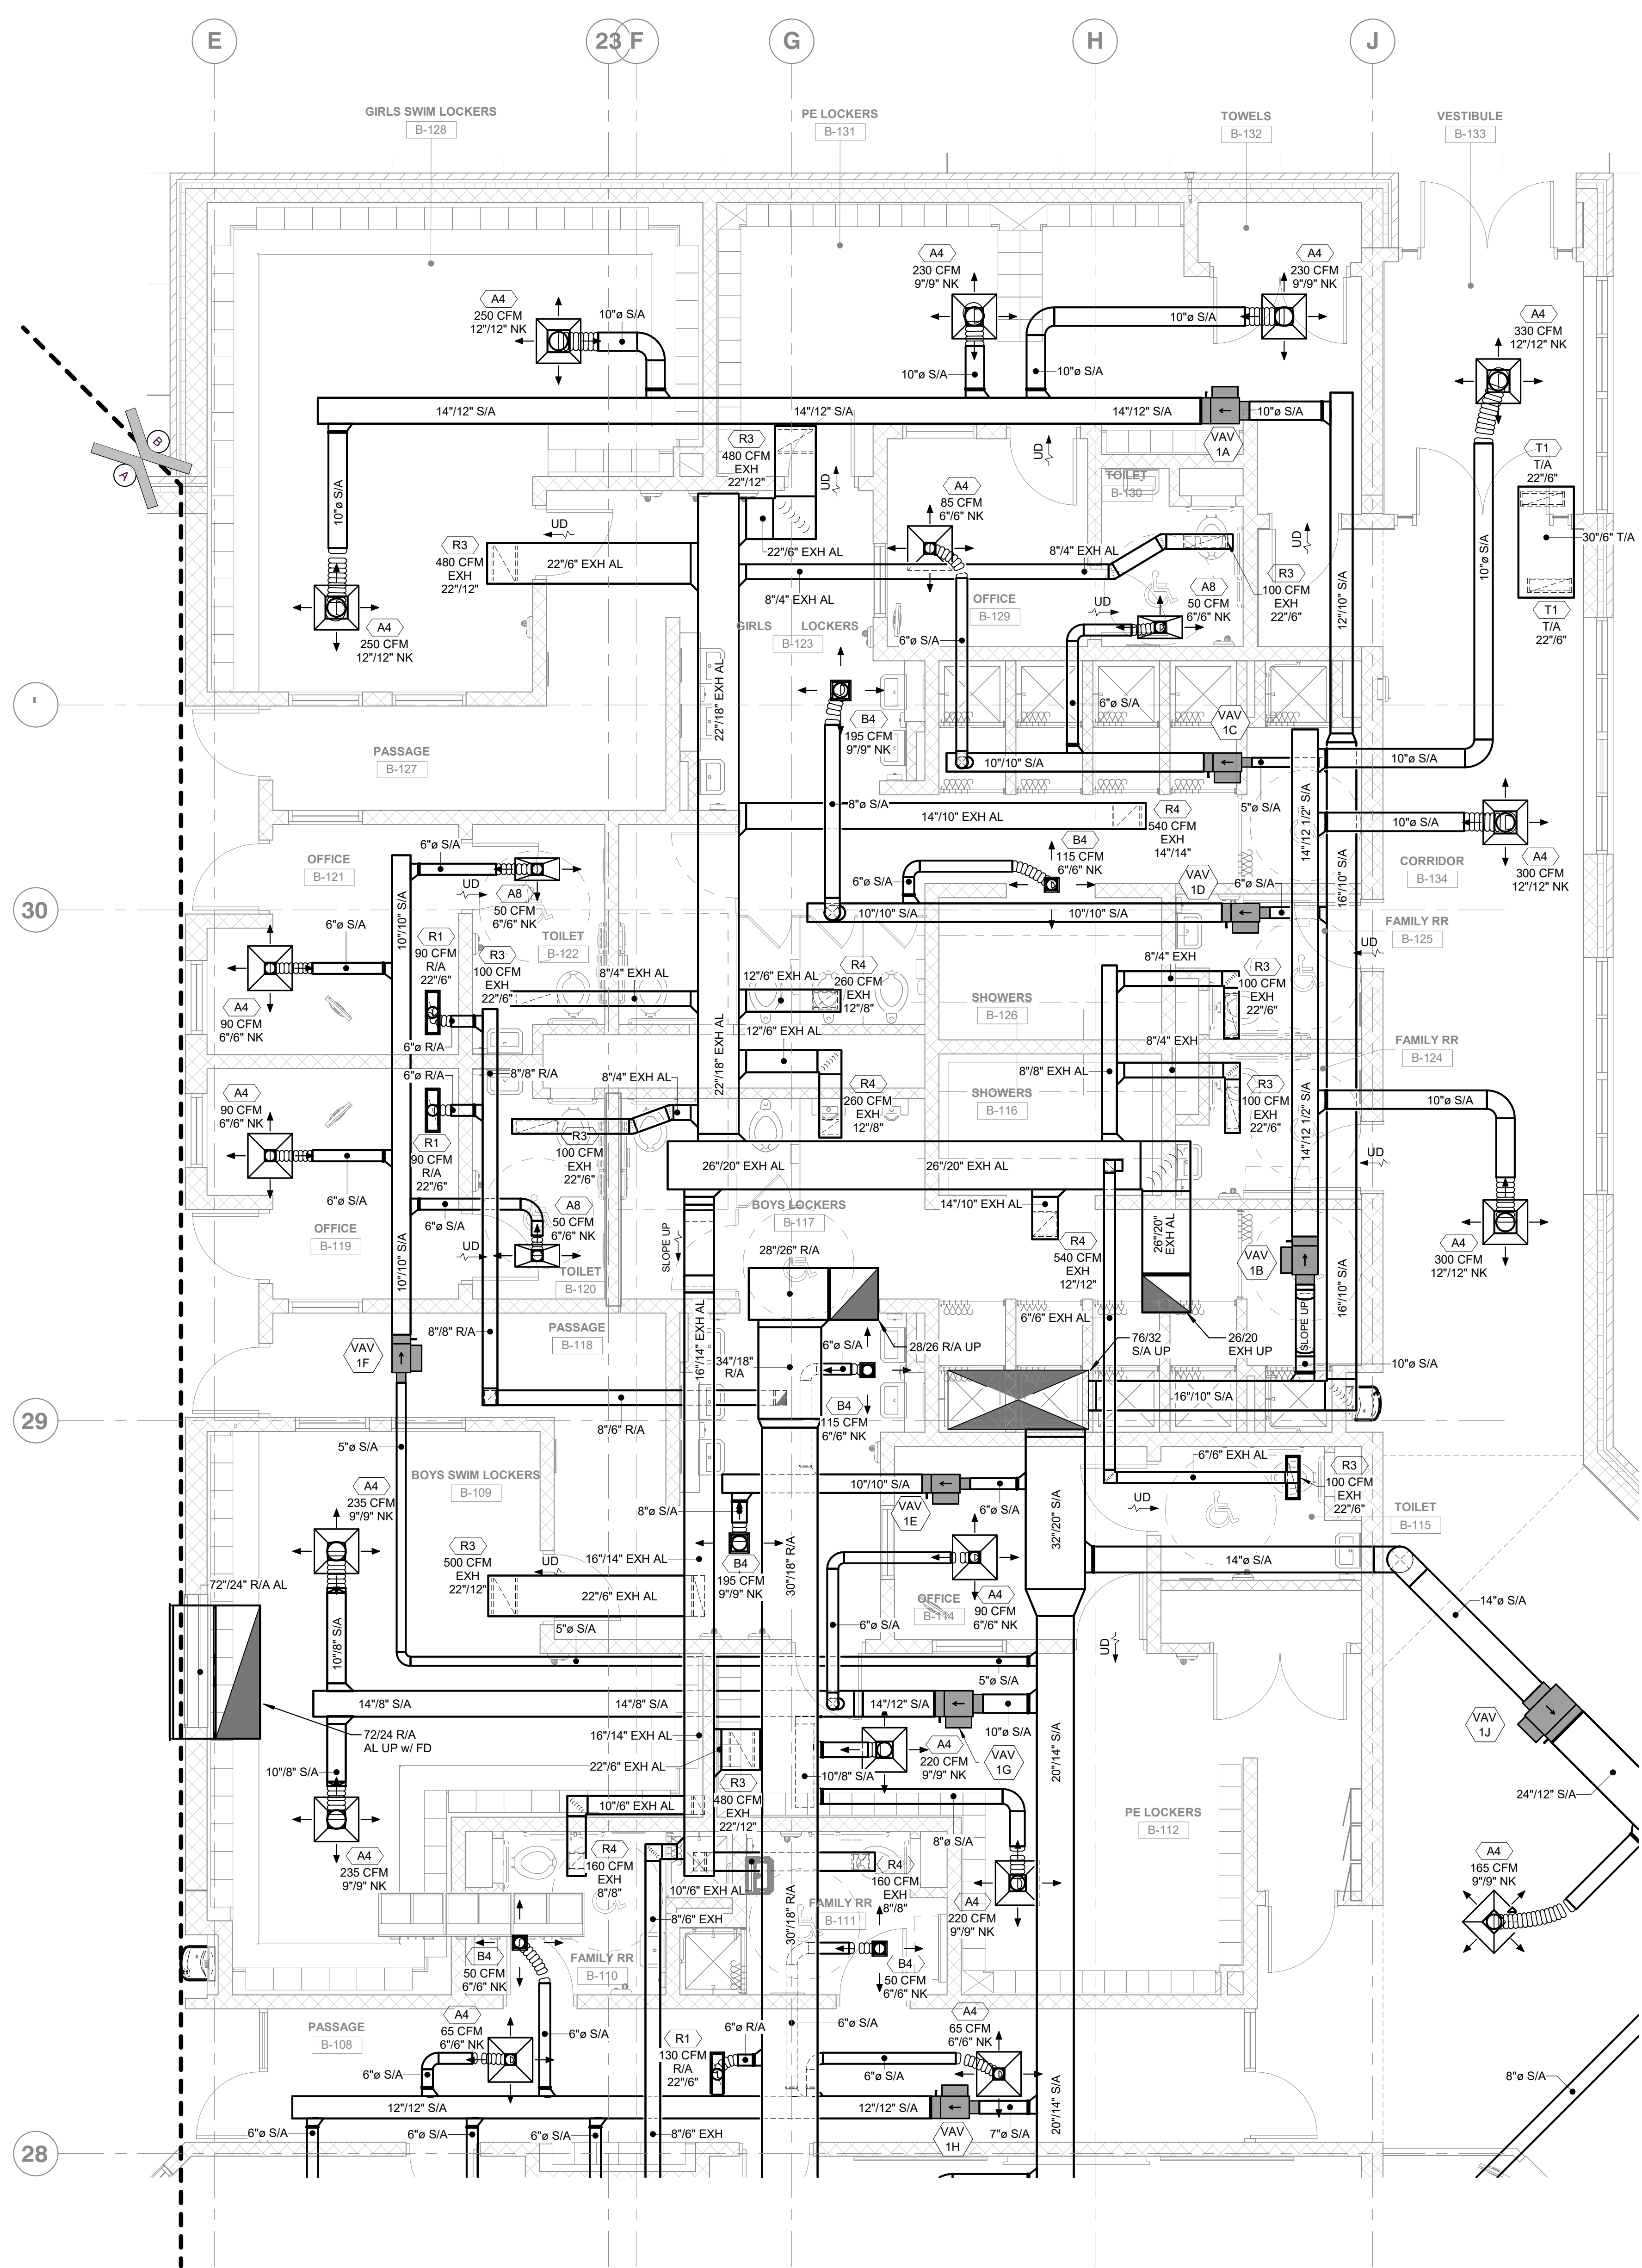 E
23
F
G
H
J
GIRLS SWIM LOCKERS
B-128
PE LOCKERS
B-131
TOWELS
B-132
VESTIBULE
B-133
A4
230 CFM
9"/9" NK
A4
230 CFM
9"/9" NK
A4
250 CFM
12"/12" NK
10"ø S/A
10"ø S/A
A4
330 CFM
12"/12" NK
10"ø S/A
10"ø S/A
14"/12" S/A
14"/12" S/A
14"/12" S/A
10"ø S/A
VAV
1A
B
A
R3
480 CFM
EXH
22"/12"
UD
UD
TOILET
B-130
T1
T/A
22"/6"
A4
85 CFM
6"/6" NK
10"ø S/A
UD
UD
30"/6" T/A
R3
480 CFM
EXH
22"/12"
22"/6" EXH AL
22"/6" EXH AL
8"/4" EXH AL
10"ø S/A
R3
100 CFM
EXH
22"/6"
A8
50 CFM
6"/6" NK
8"/4" EXH AL
OFFICE
B-129
UD
12"/10" S/A
T1
T/A
22"/6"
A4
250 CFM
12"/12" NK
GIRLS LOCKERS
B-123
6"ø S/A
22"/18" EXH AL
'
B4
195 CFM
9"/9" NK
6"ø S/A
VAV
1C
PASSAGE
B-127
10"/10" S/A
10"ø S/A
5"ø S/A
8"ø S/A
14"/10" EXH AL
R4
540 CFM
EXH
14"/14"
14"/12 1/2" S/A
10"ø S/A
6"ø S/A
B4
115 CFM
6"/6" NK
OFFICE
B-121
CORRIDOR
B-134
A4
300 CFM
12"/12" NK
UD
A8
50 CFM
6"/6" NK
6"ø S/A
VAV
1D
6"ø S/A
16"/10" S/A
30
10"/10" S/A
10"/10" S/A
10"/10" S/A
6"ø S/A
R1
90 CFM
R/A
22"/6"
TOILET
B-122
FAMILY RR
B-125
UD
R3
100 CFM
EXH
22"/6"
8"/4" EXH AL
12"/6" EXH AL
R4
260 CFM
EXH
12"/8"
8"/4" EXH
R3
100 CFM
EXH
22"/6"
A4
90 CFM
6"/6" NK
SHOWERS
B-126
6"ø R/A
12"/6" EXH AL
8"/4" EXH
FAMILY RR
B-124
6"ø R/A
8"/8" R/A
8"/4" EXH AL
22"/18" EXH AL
8"/8" EXH AL
R3
100 CFM
EXH
22"/6"
R4
260 CFM
EXH
12"/8"
A4
90 CFM
6"/6" NK
SHOWERS
B-116
10"ø S/A
R1
90 CFM
R/A
22"/6"
R3
100 CFM
EXH
22"/6"
14"/12 1/2" S/A
UD
26"/20" EXH AL
26"/20" EXH AL
6"ø S/A
6"ø S/A
A8
50 CFM
6"/6" NK
BOYS LOCKERS
B-117
14"/10" EXH AL
OFFICE
B-119
UD
SLOPE UP
28"/26" R/A
R4
540 CFM
EXH
12"/12"
26"/20"
EXH AL
VAV
1B
A4
300 CFM
12"/12" NK
10"/10" S/A
TOILET
B-120
16"/10" S/A
8"/8" R/A
PASSAGE
B-118
6"/6" EXH AL
SLOPE UP
VAV
1F
16"/14" EXH AL
34"/18"
R/A
6"ø S/A
28/26 R/A UP
76/32
S/A UP
26/20
EXH UP
10"ø S/A
16"/10" S/A
29
8"/6" R/A
B4
115 CFM
6"/6" NK
5"ø S/A
BOYS SWIM LOCKERS
B-109
6"/6" EXH AL
R3
100 CFM
EXH
22"/6"
10"/10" S/A
6"ø S/A
A4
235 CFM
9"/9" NK
8"ø S/A
VAV
1E
UD
TOILET
B-115
32"/20" S/A
R3
500 CFM
EXH
22"/12"
UD
16"/14" EXH AL
B4
195 CFM
9"/9" NK
30"/18" R/A
14"ø S/A
72"/24" R/A AL
22"/6" EXH AL
OFFICE
B-114
A4
90 CFM
6"/6" NK
14"ø S/A
10"/8" S/A
5"ø S/A
6"ø S/A
UD
5"ø S/A
14"/8" S/A
14"/8" S/A
14"/12" S/A
10"ø S/A
72/24 R/A
AL UP w/ FD
16"/14" EXH AL
VAV
1J
A4
220 CFM
9"/9" NK
VAV
1G
20"/14" S/A
22"/6" EXH AL
10"/8" S/A
10"/8" S/A
R3
480 CFM
EXH
22"/12"
24"/12" S/A
10"/6" EXH AL
PE LOCKERS
B-112
8"ø S/A
A4
235 CFM
9"/9" NK
R4
160 CFM
EXH
8"/8"
R4
160 CFM
EXH
8"/8"
A4
165 CFM
9"/9" NK
10"/6" EXH AL
FAMILY RR
B-111
A4
220 CFM
9"/9" NK
8"/6" EXH
30"/18" R/A
B4
50 CFM
6"/6" NK
FAMILY RR
B-110
B4
50 CFM
6"/6" NK
PASSAGE
B-108
A4
65 CFM
6"/6" NK
6"ø S/A
R1
130 CFM
R/A
22"/6"
6"ø R/A
6"ø S/A
A4
65 CFM
6"/6" NK
6"ø S/A
6"ø S/A
8"ø S/A
12"/12" S/A
12"/12" S/A
20"/14" S/A
6"ø S/A
6"ø S/A
6"ø S/A
8"/6" EXH
VAV
1H
7"ø S/A
28